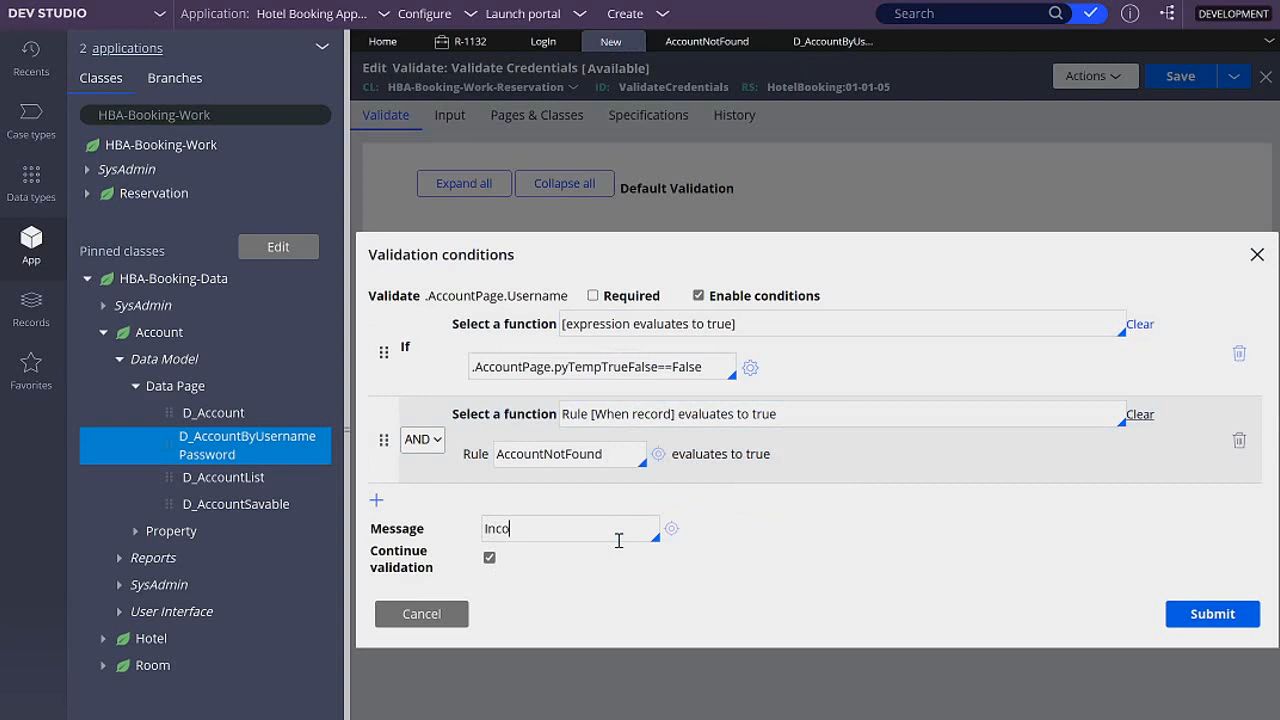 DEV STUDIO
Application: Hotel Booking App...
Configure
Launch portal
Create
Search
DEVELOPMENT
Recents
Case types
Data types
App
Records
Favorites
2 applications
Classes
Branches
HBA-Booking-Work
HBA-Booking-Work
SysAdmin
Reservation
Pinned classes
Edit
HBA-Booking-Data
SysAdmin
Account
Data Model
Data Page
D_Account
D_AccountByUsername
Password
D_AccountList
D_AccountSavable
Property
Reports
SysAdmin
User Interface
Hotel
Room
Home
R-1132
LogIn
New
AccountNotFound
D_AccountByUs...
Edit Validate: Validate Credentials [Available]
CL: HBA-Booking-Work-Reservation ID: ValidateCredentials RS: HotelBooking:01-01-05
Actions
Save
Validate
Input
Pages & Classes
Specifications
History
Expand all
Collapse all
Default Validation
Validation conditions
Validate .AccountPage.Username Required Enable conditions
Select a function [expression evaluates to true] Clear
If
.AccountPage.pyTempTrueFalse==False
Select a function Rule [When record] evaluates to true Clear
AND
Rule AccountNotFound evaluates to true
Message Inco
Continue
validation
Cancel
Submit